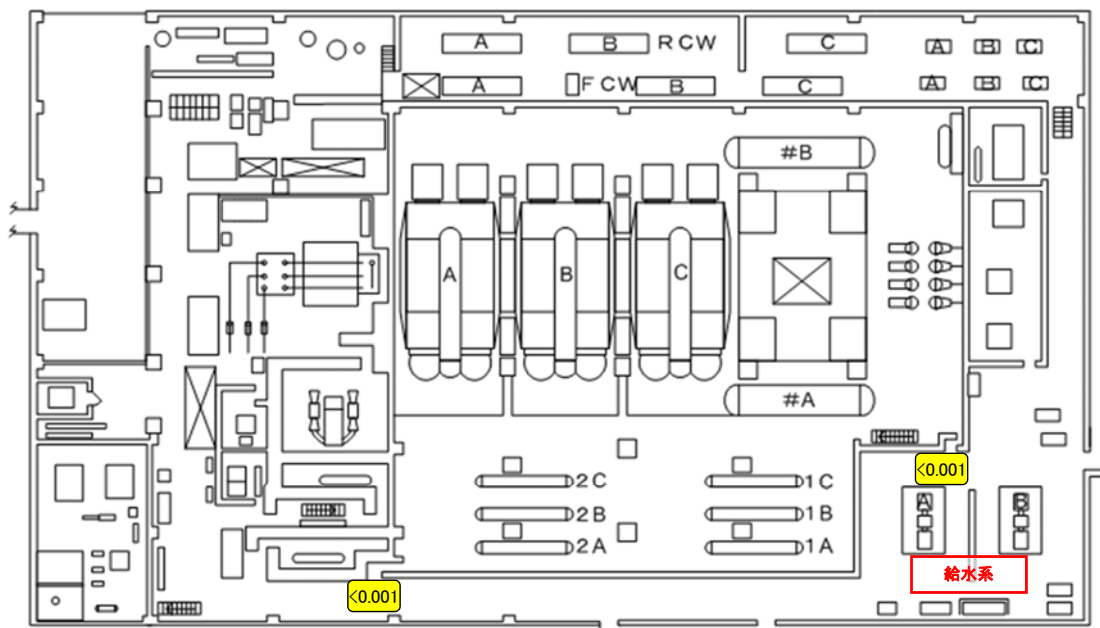 A B RCW C A B C
A FCW B C A B C
#B
A B C
#A
<0.001
2C 1C
2B 1B
2A 1A
A B
給水系
<0.001